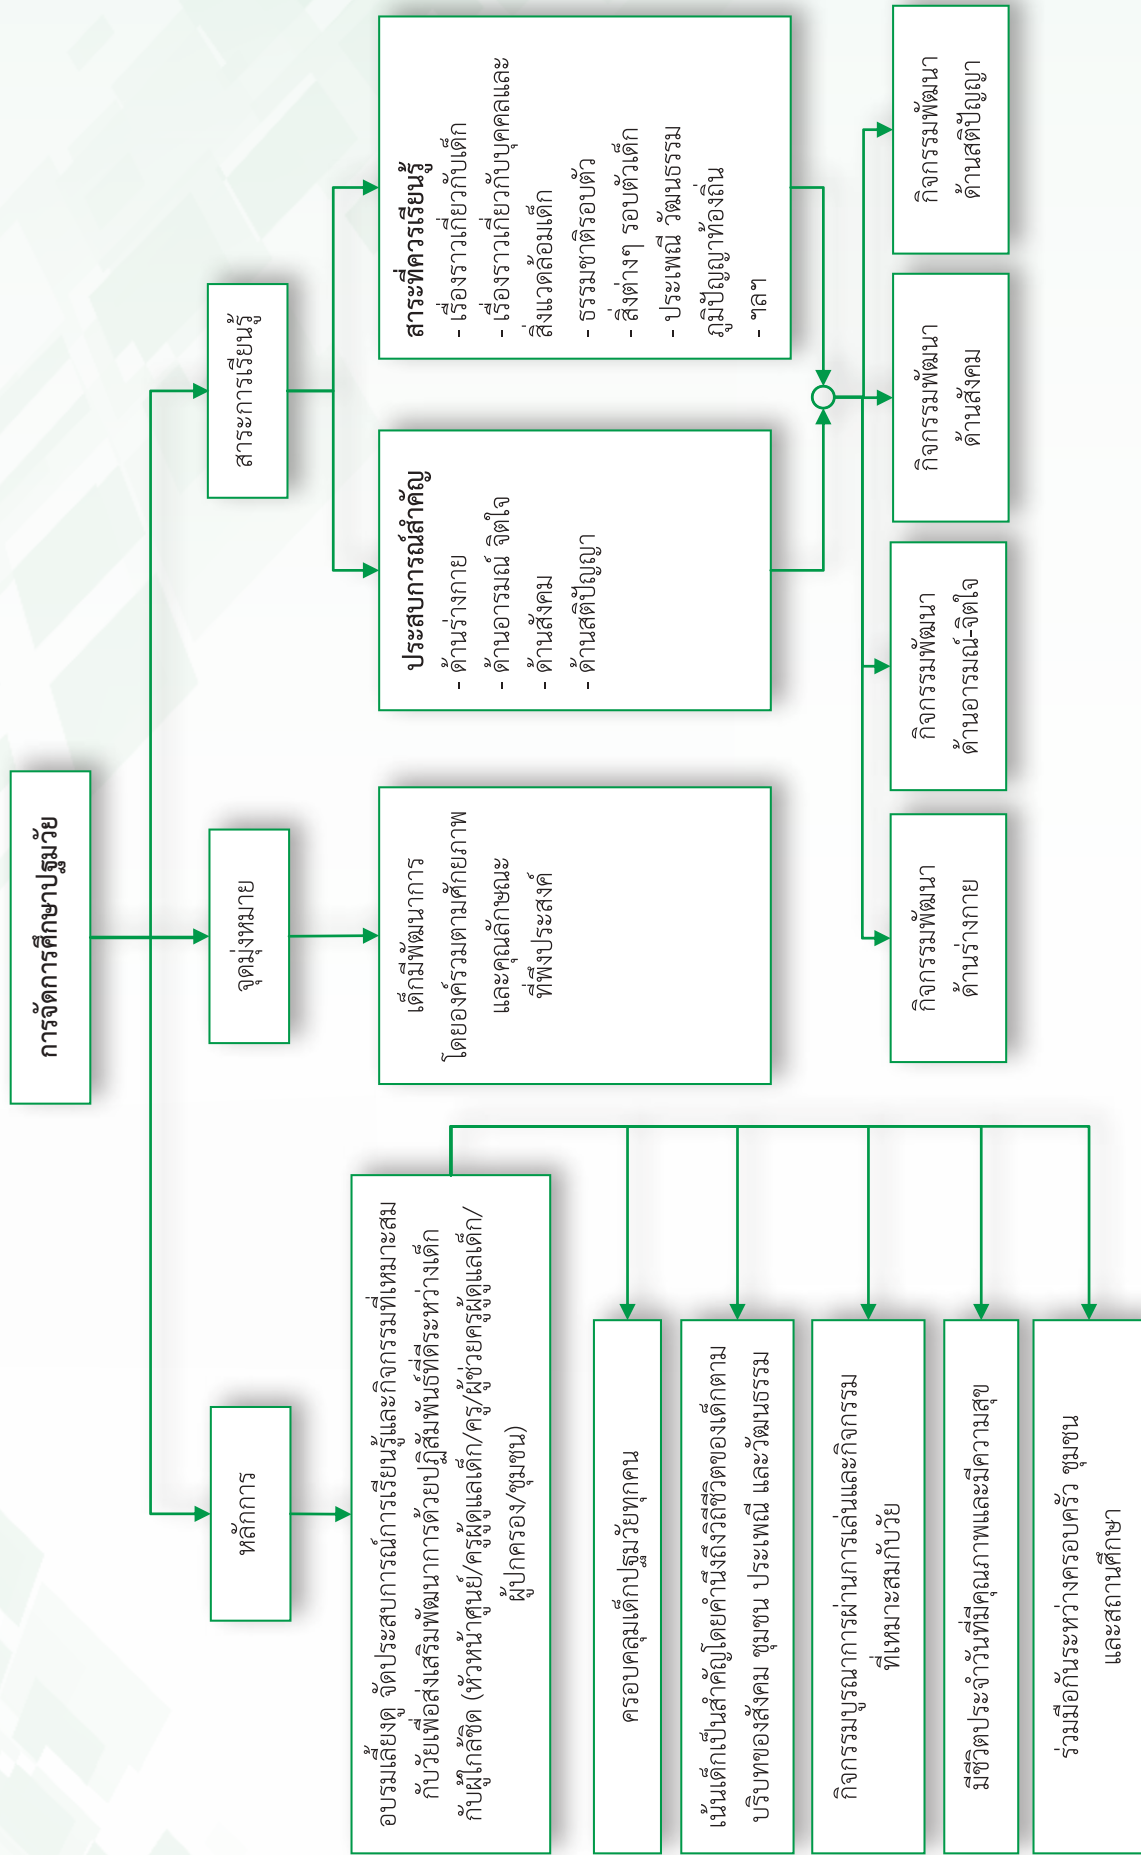 การจัดการศึกษาปฐมวัย
หลักการ
จุดมุ่งหมาย
สาระการเรียนรู้
อบรมเลี้ยงดู จัดประสบการณ์การเรียนรู้และกิจกรรมที่เหมาะสม
กับวัยเพื่อส่งเสริมพัฒนาการด้วยปฏิสัมพันธ์ที่ดีระหว่างเด็ก
กับผู้ใกล้ชิด (หัวหน้าศูนย์/ครูผู้ดูแลเด็ก/ครู/ผู้ช่วยครูผู้ดูแลเด็ก/
ผู้ปกครอง/ชุมชน)
ครอบคลุมเด็กปฐมวัยทุกคน
เน้นเด็กเป็นสำคัญโดยคำนึงถึงวิถีชีวิตของเด็กตาม
บริบทของสังคม ชุมชน ประเพณี และวัฒนธรรม
กิจกรรมบูรณาการผ่านการเล่นและกิจกรรม
ที่เหมาะสมกับวัย
มีชีวิตประจำวันที่มีคุณภาพและมีความสุข
ร่วมมือกันระหว่างครอบครัว ชุมชน
และสถานศึกษา
เด็กมีพัฒนาการ
โดยองค์รวมตามศักยภาพ
และคุณลักษณะ
ที่พึงประสงค์
ประสบการณ์สำคัญ
- ด้านร่างกาย
- ด้านอารมณ์ จิตใจ
- ด้านสังคม
- ด้านสติปัญญา
สาระที่ควรเรียนรู้
- เรื่องราวเกี่ยวกับเด็ก
- เรื่องราวเกี่ยวกับบุคคลและ
สิ่งแวดล้อมเด็ก
- ธรรมชาติรอบตัว
- สิ่งต่างๆ รอบตัวเด็ก
- ประเพณี วัฒนธรรม
ภูมิปัญญาท้องถิ่น
- ฯลฯ
กิจกรรมพัฒนา
ด้านร่างกาย
กิจกรรมพัฒนา
ด้านอารมณ์-จิตใจ
กิจกรรมพัฒนา
ด้านสังคม
กิจกรรมพัฒนา
ด้านสติปัญญา